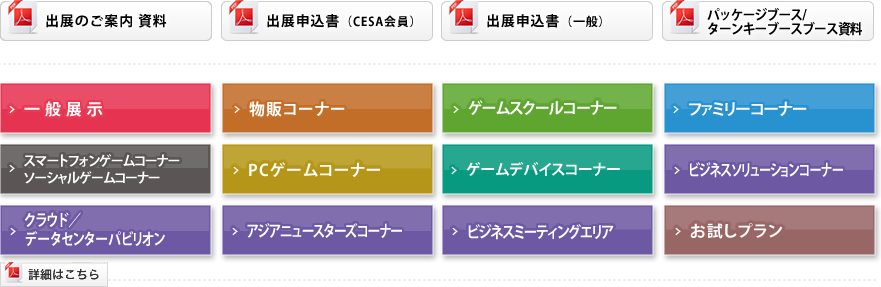 出展のご案内 資料
出展申込書（CESA会員）
出展申込書（一般）
パッケージブース/
ターンキーブースブース資料
一般展示
物販コーナー
ゲームスクールコーナー
ファミリーコーナー
スマートフォンゲームコーナー
ソーシャルゲームコーナー
PCゲームコーナー
ゲームデバイスコーナー
ビジネスソリューションコーナー
クラウド／
データセンターパビリオン
アジアニュースターズコーナー
ビジネスミーティングエリア
お試しプラン
詳細はこちら